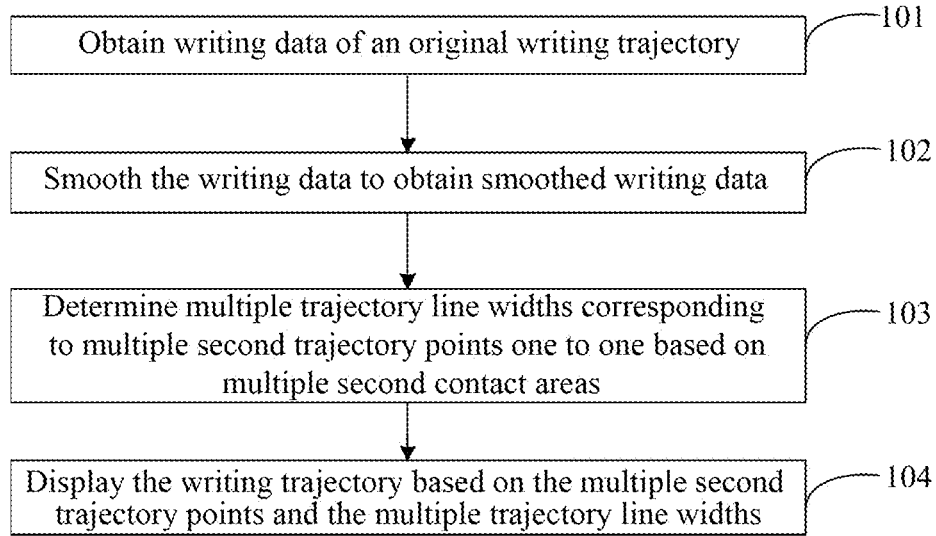 101
Obtain writing data of an original writing trajectory
102
Smooth the writing data to obtain smoothed writing data
103
Determine multiple trajectory line widths corresponding
to multiple second trajectory points one to one based on
multiple second contact areas
104
Display the writing trajectory based on the multiple second
trajectory points and the multiple trajectory line widths